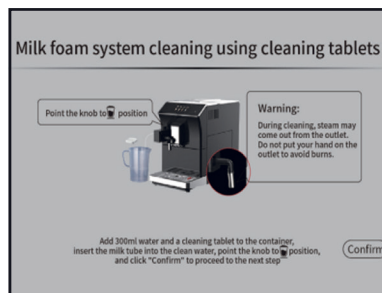 Milk foam system cleaning using cleaning tablets
Point the knob to position
Warning:
During cleaning, steam may
come out from the outlet.
Do not put your hand on the
outlet to avoid burns.
Add 300ml water and a cleaning tablet to the container,
insert the milk tube into the clean water, point the knob to position,
and click "Confirm" to proceed to the next step
Confirm